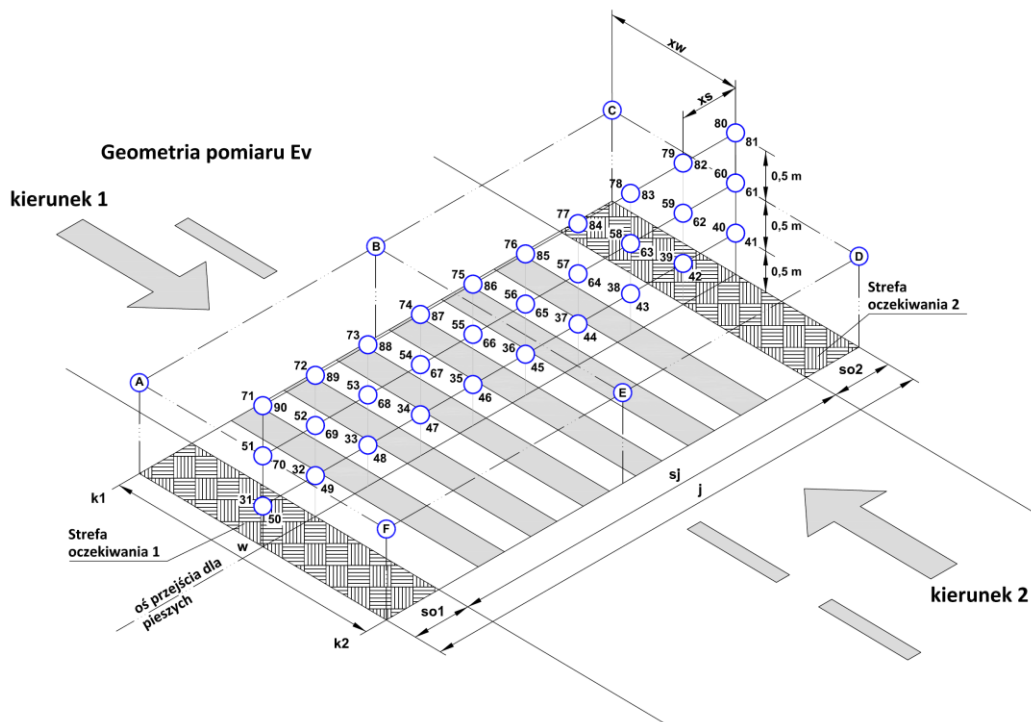 Geometria pomiaru Ev
kierunek 1
xw
xs
C
80
81
79
82
0,5 m
78
83
60
61
77
84
59
62
0,5 m
58
63
40
41
76
85
39
42
0,5 m
B
D
57
64
75
86
38
43
Strefa
oczekiwania 2
56
65
74
87
37
44
55
66
73
88
36
45
54
67
72
89
35
46
so2
A
53
68
E
71
90
34
47
52
69
33
48
51
70
32
49
sj
j
31
50
k1
F
Strefa
oczekiwania 1
w
oś przejścia dla
pieszych
so1
k2
kierunek 2